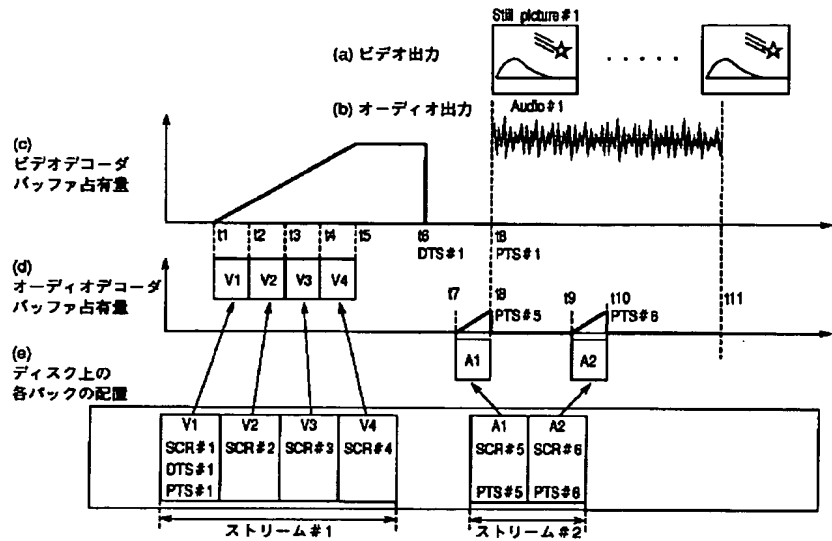 Still picture#1
(a) ビデオ出力
(b) オーディオ出力
Audio#1
(c)
ビデオデコーダ
バッファ占有量
t1 t2 t3 t4 t5 t6 t8
DTS#1 PTS#1
(d)
オーディオデコーダ
バッファ占有量
V1 V2 V3 V4
t7 t8 t9 t10 t11
PTS#5 PTS#6
A1 A2
(e)
ディスク上の
各パックの配置
V1 V2 V3 V4 A1 A2
SCR#1 SCR#2 SCR#3 SCR#4 SCR#5 SCR#6
DTS#1
PTS#1 PTS#5 PTS#6
ストリーム#1 ストリーム#2